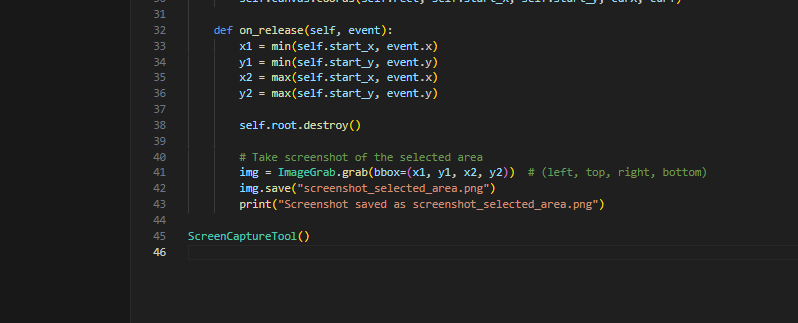 31
32 def on_release(self, event):
33 x1 = min(self.start_x, event.x)
34 y1 = min(self.start_y, event.y)
35 x2 = max(self.start_x, event.x)
36 y2 = max(self.start_y, event.y)
37
38 self.root.destroy()
39
40 # Take screenshot of the selected area
41 img = ImageGrab.grab(bbox=(x1, y1, x2, y2))  # (left, top, right, bottom)
42 img.save("screenshot_selected_area.png")
43 print("Screenshot saved as screenshot_selected_area.png")
44
45 ScreenCaptureTool()
46